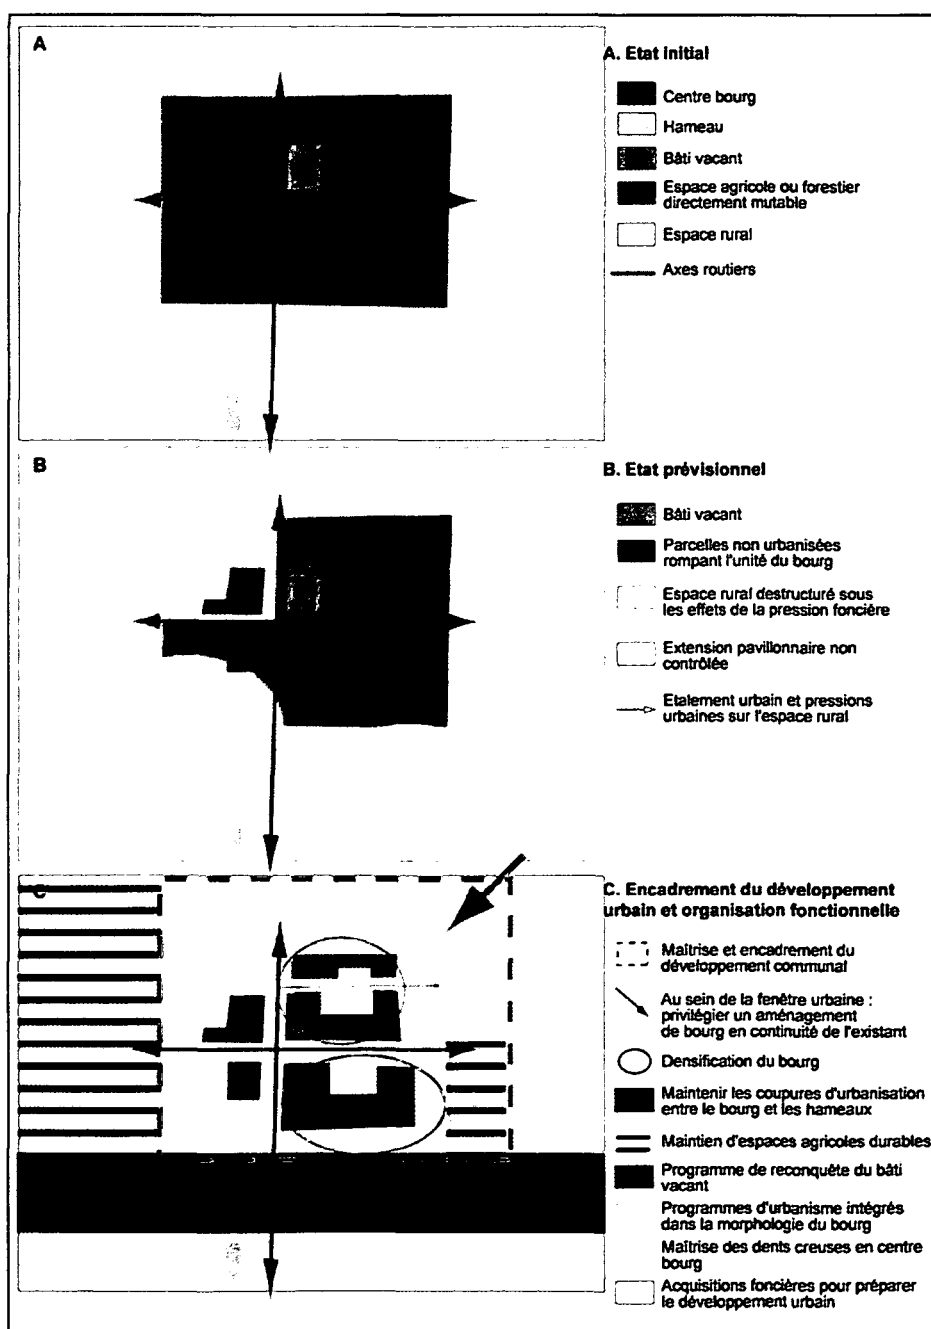 A
A. Etat initial
Centre bourg
Hameau
Bâti vacant
Espace agricole ou forestier
directement mutable
Espace rural
Axes routiers
B
B. Etat prévisionnel
Bâti vacant
Parcelles non urbanisées
rompant l'unité du bourg
Espace rural destructuré sous
les effets de la pression foncière
Extension pavillonnaire non
contrôlée
Etalement urbain et pressions
urbaines sur l'espace rural
C
C. Encadrement du développement
urbain et organisation fonctionnelle
Maîtrise et encadrement du
développement communal
Au sein de la fenêtre urbaine :
privilégier un aménagement
de bourg en continuité de l'existant
Densification du bourg
Maintenir les coupures d'urbanisation
entre le bourg et les hameaux
Maintien d'espaces agricoles durables
Programme de reconquête du bâti
vacant
Programmes d'urbanisme intégrés
dans la morphologie du bourg
Maîtrise des dents creuses en centre
bourg
Acquisitions foncières pour préparer
le développement urbain